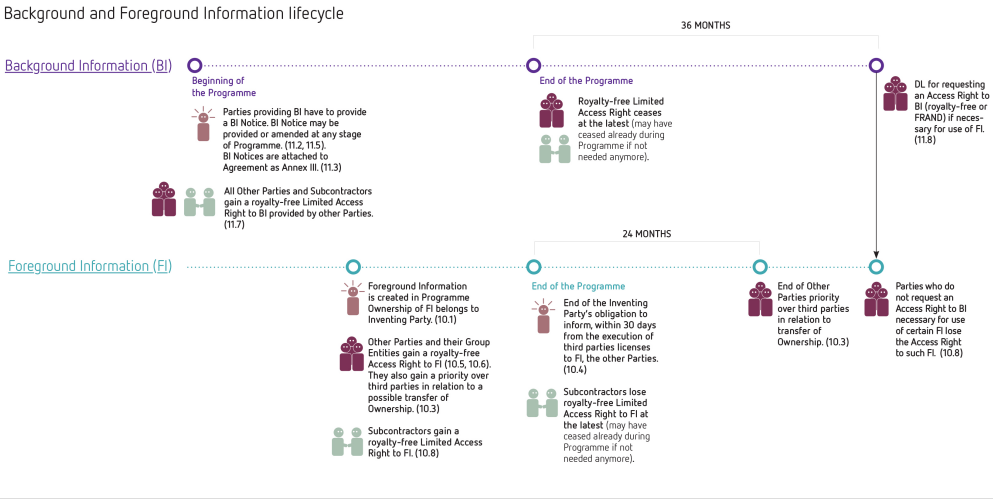 Background and Foreground Information lifecycle
36 MONTHS
Background Information (BI)
Beginning of
the Programme
Parties providing BI have to provide
a BI Notice. BI Notice may be
provided or amended at any stage
of Programme. (11.2, 11.5).
BI Notices are attached to
Agreement as Annex III. (11.3)
All Other Parties and Subcontractors
gain a royalty-free Limited Access
Right to BI provided by other Parties.
(11.7)
End of the Programme
Royalty-free Limited
Access Right ceases
at the latest (may have
ceased already during
Programme if not
needed anymore).
DL for requesting
an Access Right to
BI (royalty-free or
FRAND) if neces-
sary for use of FI.
(11.8)
24 MONTHS
Foreground Information (FI)
Foreground Information
is created in Programme
Ownership of FI belongs to
Inventing Party. (10.1)
Other Parties and their Group
Entities gain a royalty-free
Access Right to FI (10.5, 10.6).
They also gain a priority over
third parties in relation to a
possible transfer of
Ownership. (10.3)
Subcontractors gain a
royalty-free Limited Access
Right to FI. (10.8)
End of the Programme
End of the Inventing
Party's obligation to
inform, within 30 days
from the execution of
third parties licenses
to FI, the other Parties.
(10.4)
Subcontractors lose
royalty-free Limited
Access Right to FI at
the latest (may have
ceased already during
Programme if not
needed anymore).
End of Other
Parties priority
over third parties
in relation to
transfer of
Ownership. (10.3)
Parties who do
not request an
Access Right to BI
necessary for use
of certain FI lose
the Access Right
to such FI. (10.8)